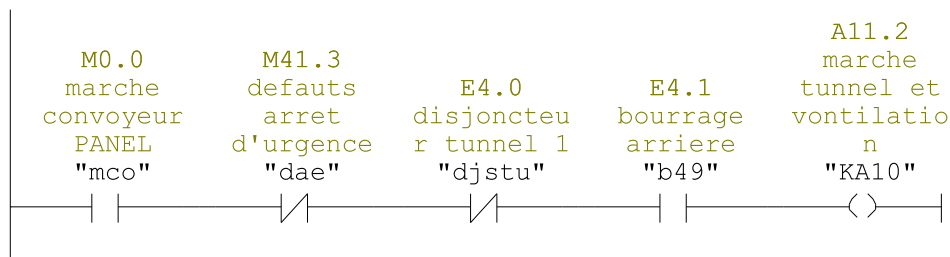 M0.0
marche
convoyeur
PANEL
"mco"
M41.3
defauts
arret
d'urgence
"dae"
E4.0
disjoncteu
r tunnel 1
"djstu"
E4.1
bourrage
arriere
"b49"
A11.2
marche
tunnel et
vontilatio
n
"KA10"